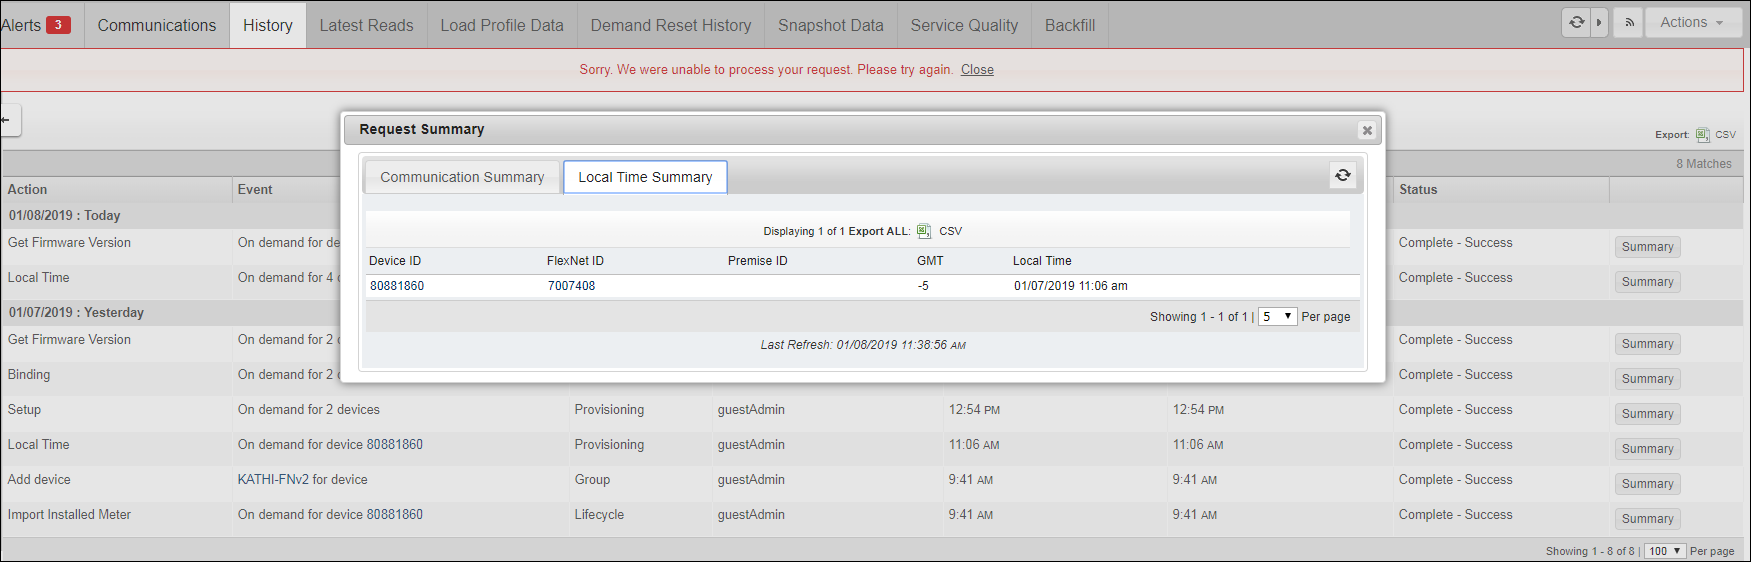 Alerts 3 Communications History Latest Reads Load Profile Data Demand Reset History Snapshot Data Service Quality Backfill Actions
Sorry. We were unable to process your request. Please try again. Close
Request Summary
Export: CSV
8 Matches
Communication Summary Local Time Summary
Action Event Status
01/08/2019 : Today
Displaying 1 of 1 Export ALL: CSV
Get Firmware Version On demand for de Complete - Success Summary
Device ID FlexNet ID Premise ID GMT Local Time
Local Time On demand for 4 Complete - Success Summary
80881860 7007408 -5 01/07/2019 11:06 am
01/07/2019 : Yesterday
Showing 1 - 1 of 1 | 5 Per page
Get Firmware Version On demand for 2 Complete - Success Summary
Last Refresh: 01/08/2019 11:38:56 AM
Binding On demand for 2 Complete - Success Summary
Setup On demand for 2 devices Provisioning guestAdmin 12:54 PM 12:54 PM Complete - Success Summary
Local Time On demand for device 80881860 Provisioning guestAdmin 11:06 AM 11:06 AM Complete - Success Summary
Add device KATHI-FNv2 for device Group guestAdmin 9:41 AM 9:41 AM Complete - Success Summary
Import Installed Meter On demand for device 80881860 Lifecycle guestAdmin 9:41 AM 9:41 AM Complete - Success Summary
Showing 1 - 8 of 8 | 100 Per page